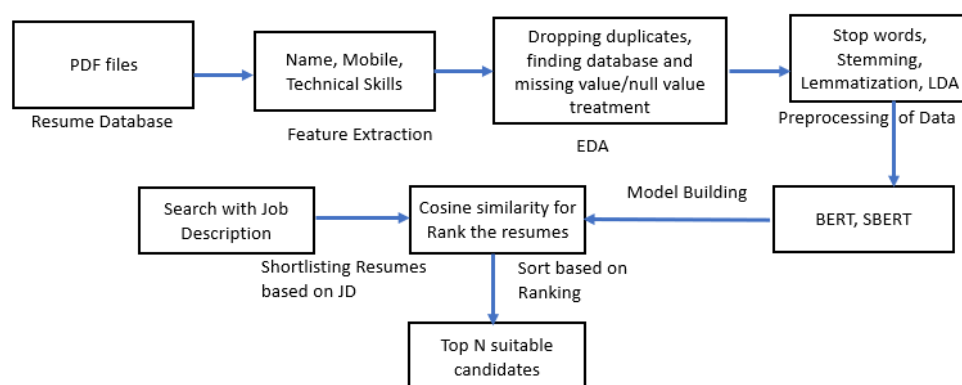 PDF files
Resume Database
Name, Mobile,
Technical Skills
Feature Extraction
Dropping duplicates,
finding database and
missing value/null value
treatment
EDA
Stop words,
Stemming,
Lemmatization, LDA
Preprocessing of Data
Search with Job
Description
Shortlisting Resumes
based on JD
Cosine similarity for
Rank the resumes
Model Building
BERT, SBERT
Sort based on
Ranking
Top N suitable
candidates